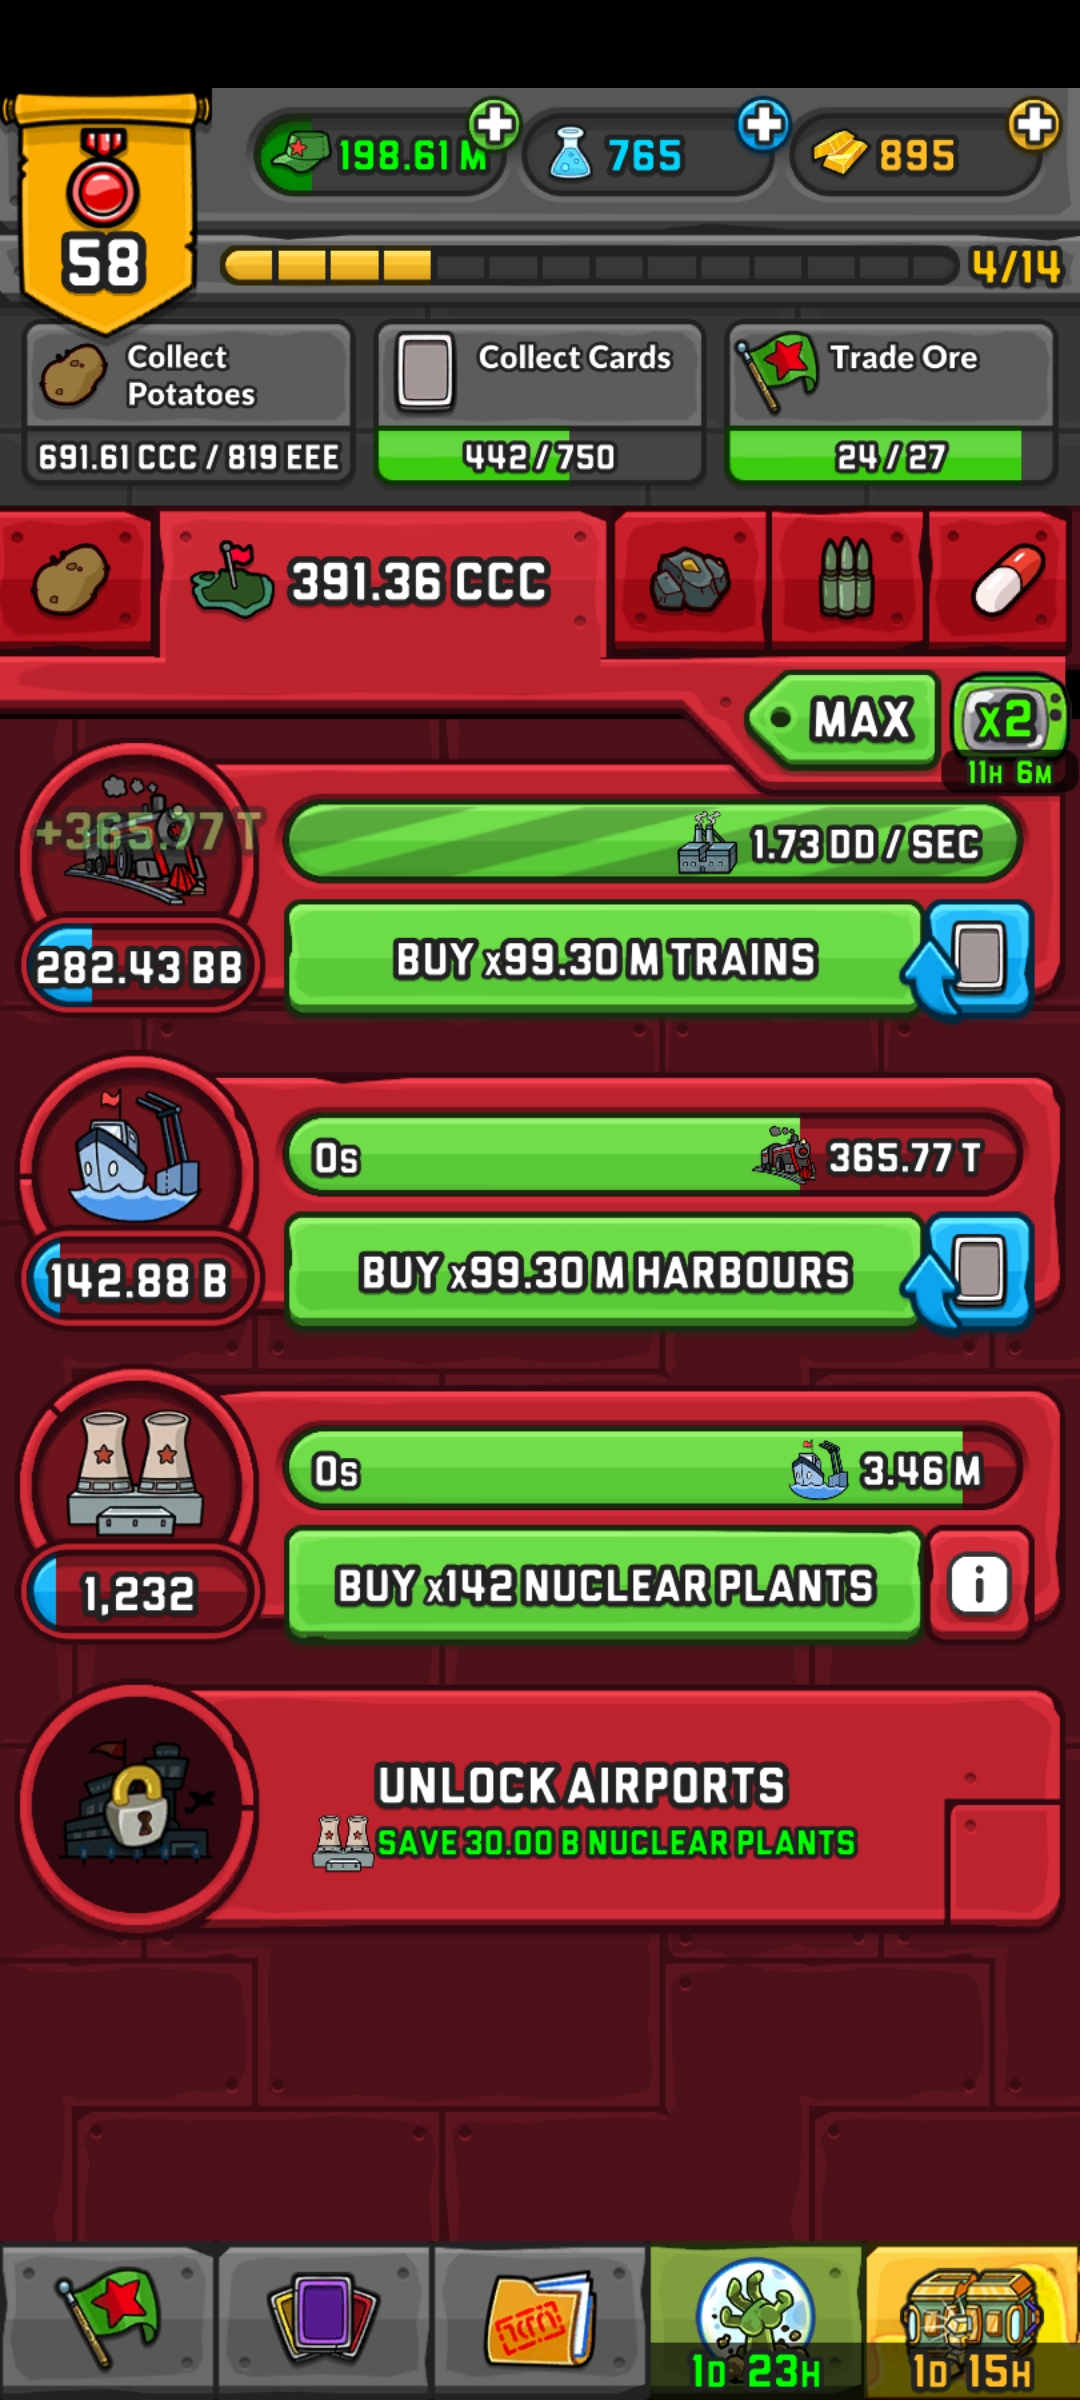 58
198.61 M
765
895
4/14
Collect
Potatoes
691.61 CCC / 819 EEE
Collect Cards
442/750
Trade Ore
24/27
391.36 CCC
MAX
x2
11H 6M
+365.77 T
1.73 DD / SEC
282.43 BB
BUY x99.30 M TRAINS
0s
365.77 T
142.88 B
BUY x99.30 M HARBOURS
0s
3.46 M
1,232
BUY x142 NUCLEAR PLANTS
i
UNLOCK AIRPORTS
SAVE 30.00 B NUCLEAR PLANTS
1D 23H
1D 15H